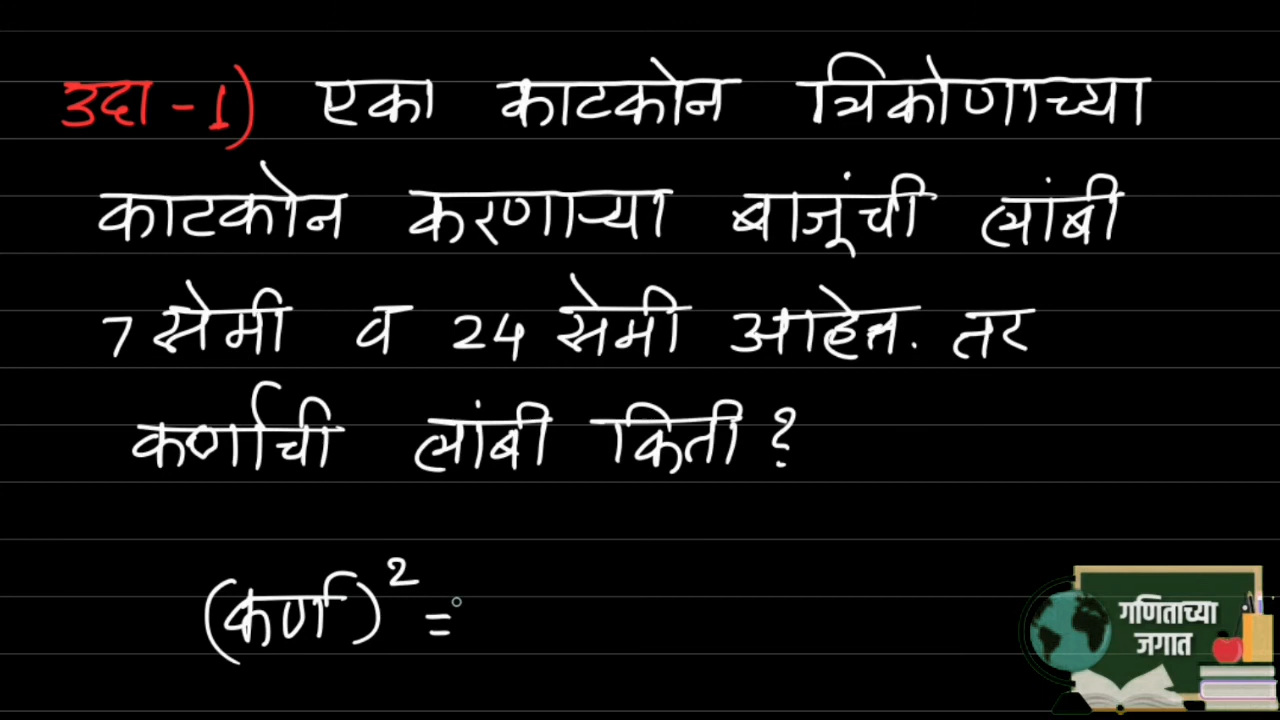 उदा -1) एका काटकोन त्रिकोणाच्या
काटकोन करणाऱ्या बाजूंची लांबी
7 सेमी व 24 सेमी आहेत. तर
कर्णाची लांबी किती ?
(कर्ण)² =
गणिताच्या
जगात